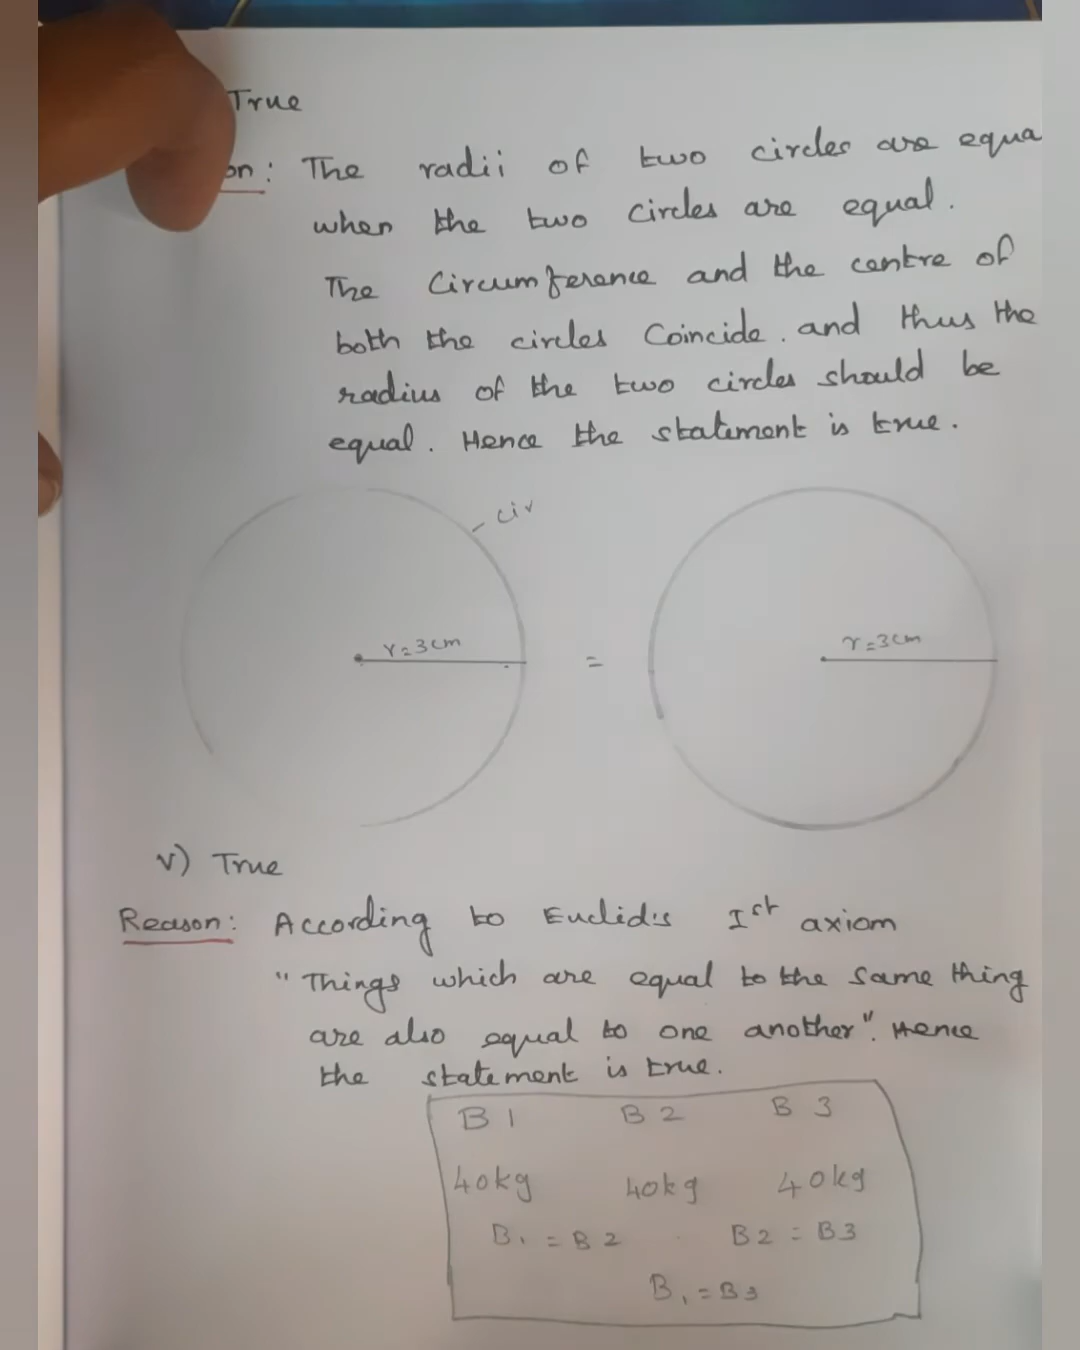 True
on: The radii of two circles are equa
when the two circles are equal.
The Circumference and the centre of
both the circles Coincide. and thus the
radius of the two circles should be
equal. Hence the statement is true.
- cir
r=3cm
=
r=3cm
v) True
Reason: According to Euclid's Ist axiom
"Things which are equal to the same thing
are also equal to one another". Hence
the statement is true.
B 1 B 2 B 3
40kg 40kg 40kg
B1 = B2 B2 = B3
B1 = B3